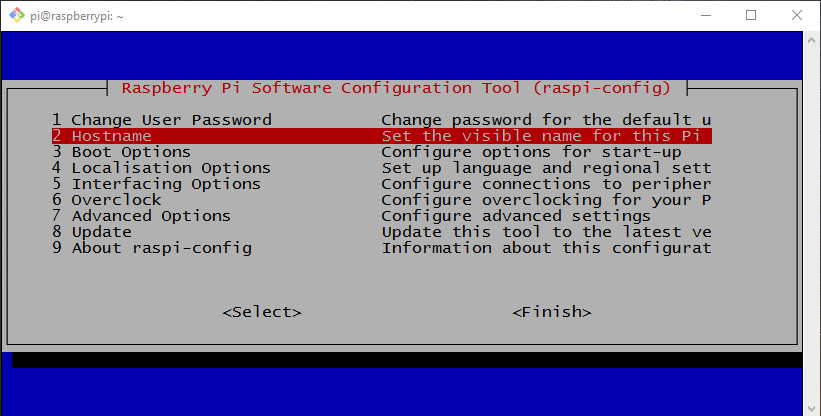 pi@raspberrypi: ~
Raspberry Pi Software Configuration Tool (raspi-config)
1 Change User Password Change password for the default u
2 Hostname Set the visible name for this Pi
3 Boot Options Configure options for start-up
4 Localisation Options Set up language and regional sett
5 Interfacing Options Configure connections to peripher
6 Overclock Configure overclocking for your P
7 Advanced Options Configure advanced settings
8 Update Update this tool to the latest ve
9 About raspi-config Information about this configurat
<Select> <Finish>